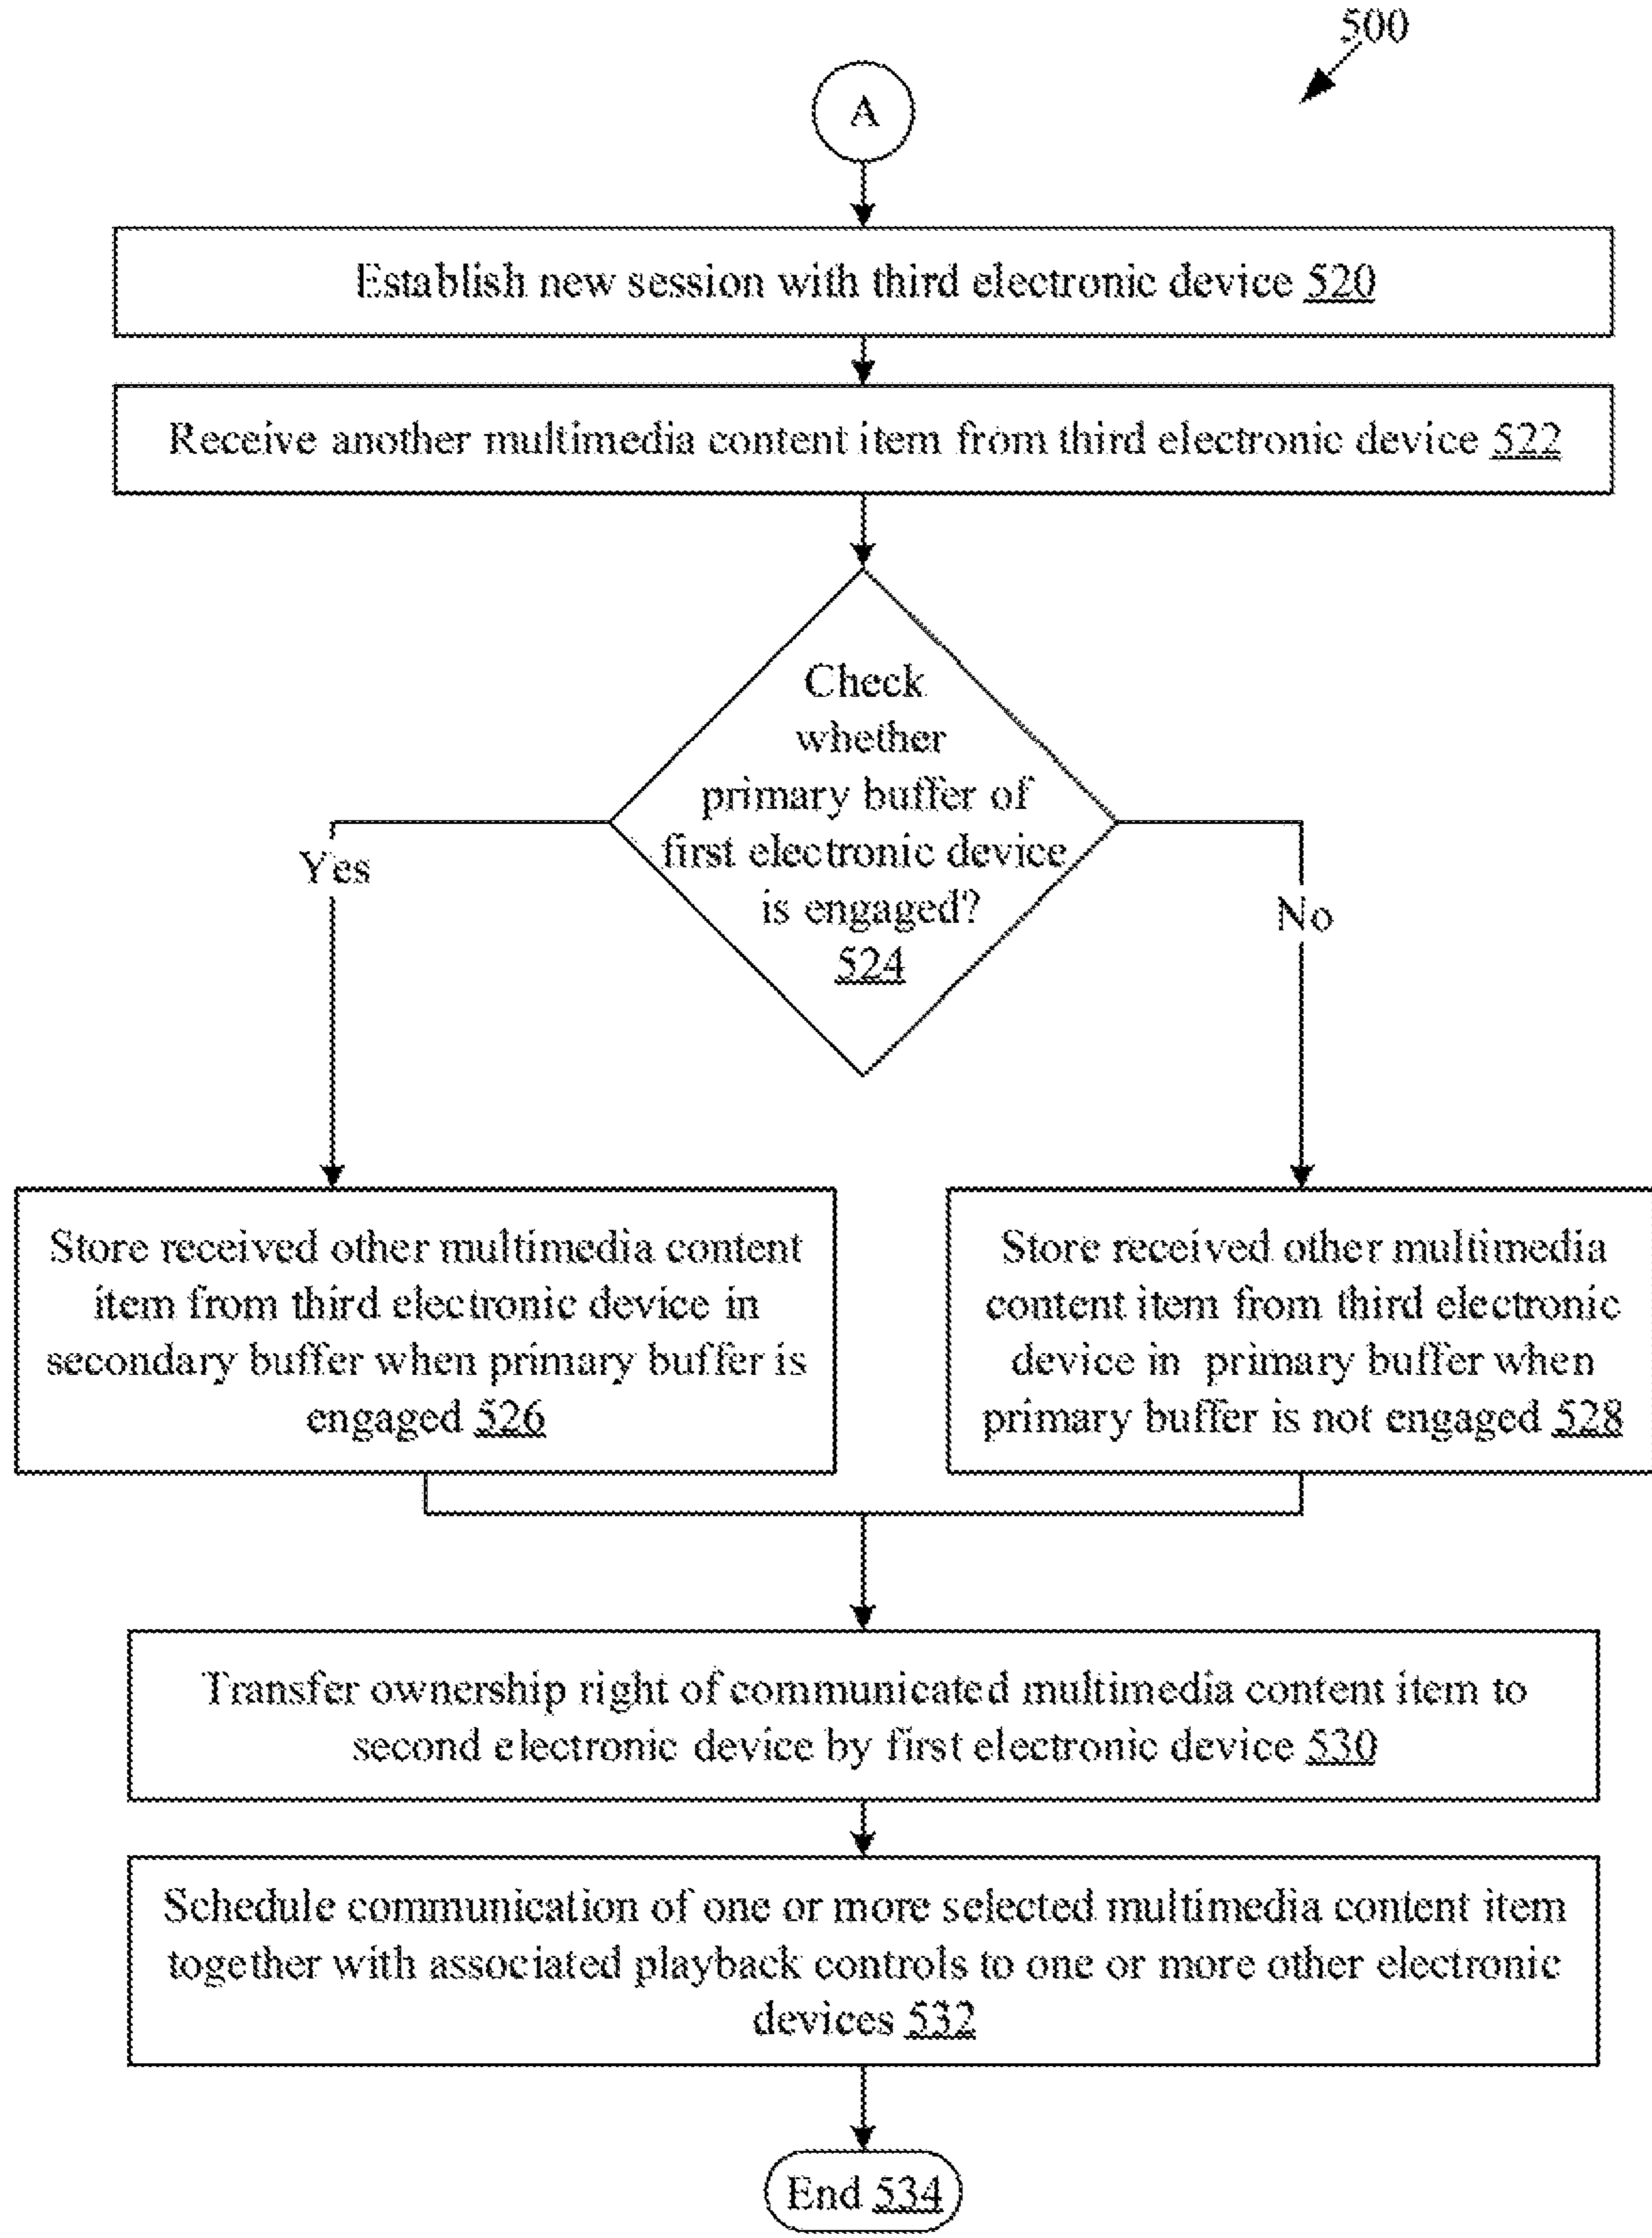 500
A
Establish new session with third electronic device 520
Receive another multimedia content item from third electronic device 522
Check
whether
primary buffer of
first electronic device
is engaged?
524
Yes
No
Store received other multimedia content
item from third electronic device in
secondary buffer when primary buffer is
engaged 526
Store received other multimedia
content item from third electronic
device in primary buffer when
primary buffer is not engaged 528
Transfer ownership right of communicated multimedia content item to
second electronic device by first electronic device 530
Schedule communication of one or more selected multimedia content item
together with associated playback controls to one or more other electronic
devices 532
End 534